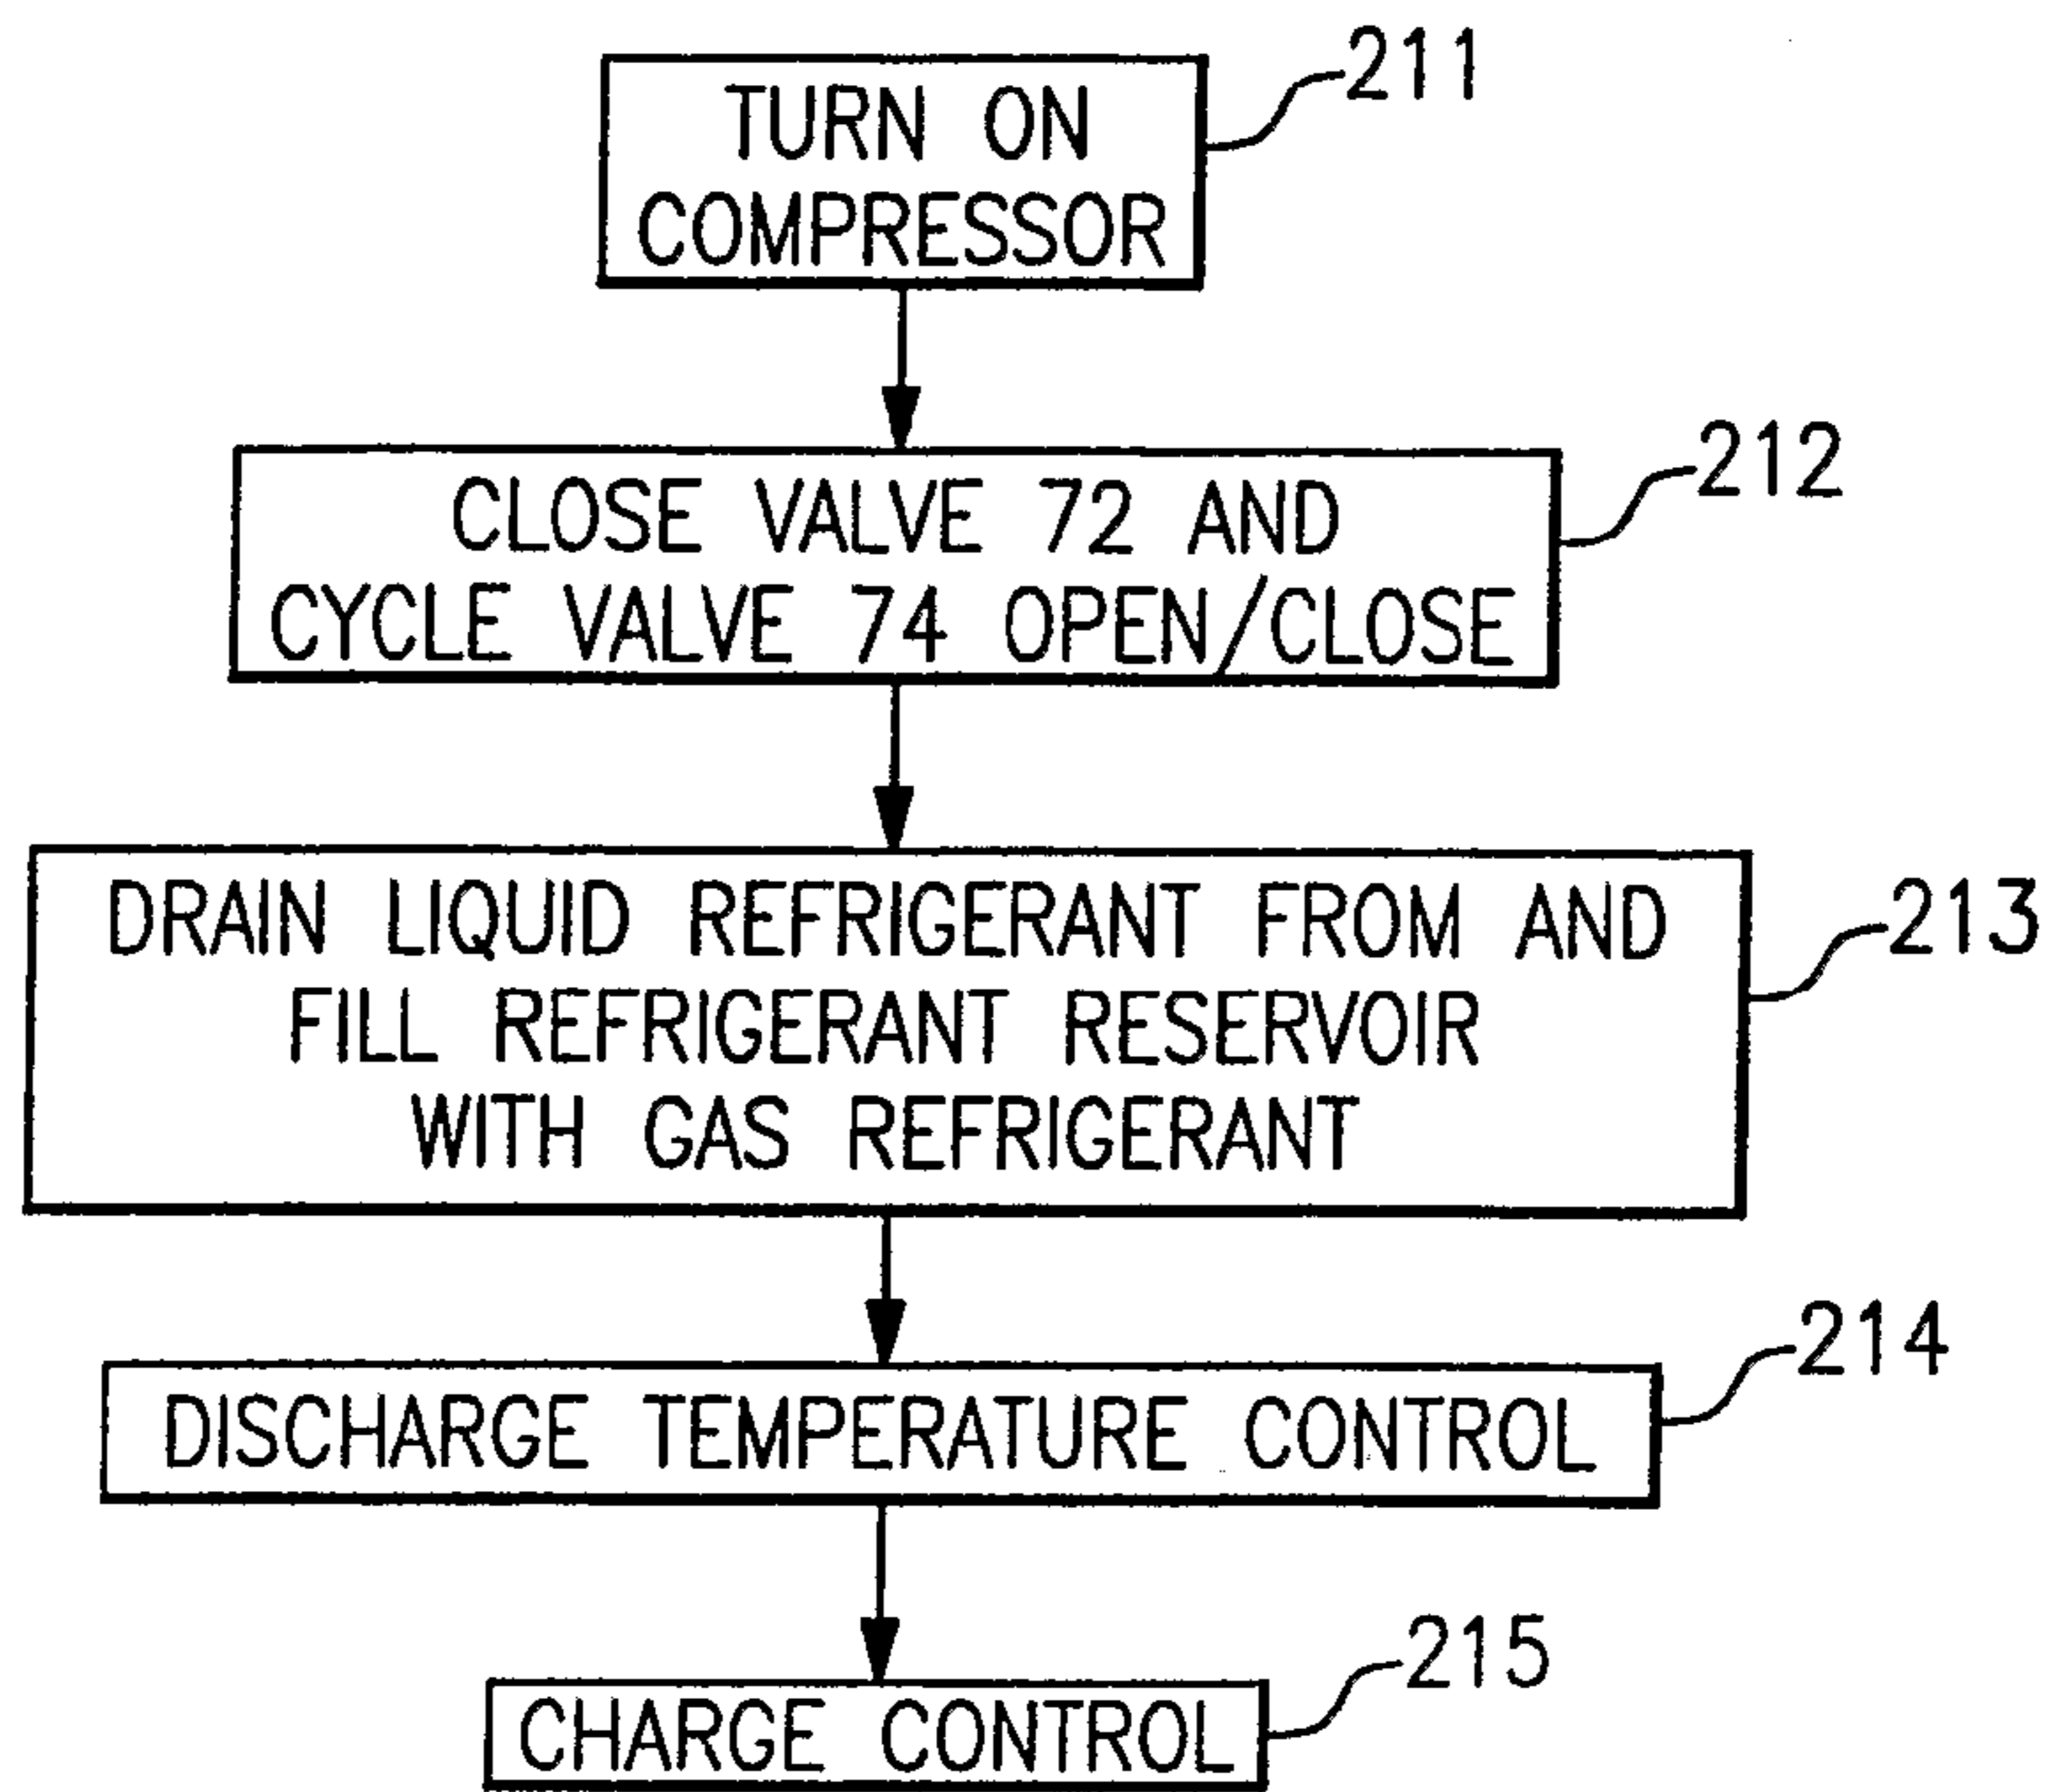 TURN ON
COMPRESSOR
211
CLOSE VALVE 72 AND
CYCLE VALVE 74 OPEN/CLOSE
212
DRAIN LIQUID REFRIGERANT FROM AND
FILL REFRIGERANT RESERVOIR
WITH GAS REFRIGERANT
213
DISCHARGE TEMPERATURE CONTROL
214
CHARGE CONTROL
215